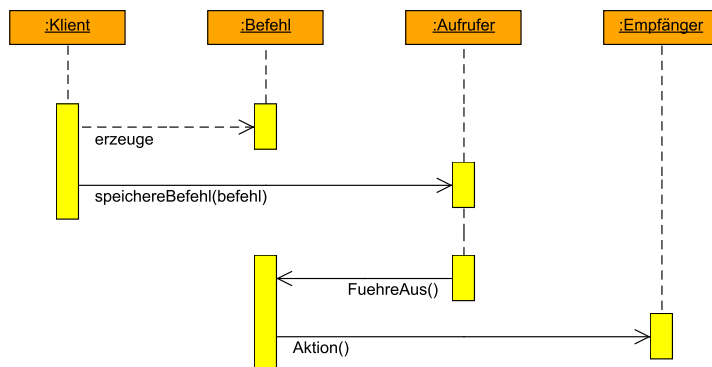 :Klient
:Befehl
:Aufrufer
:Empfänger
erzeuge
speichereBefehl(befehl)
FuehreAus()
Aktion()